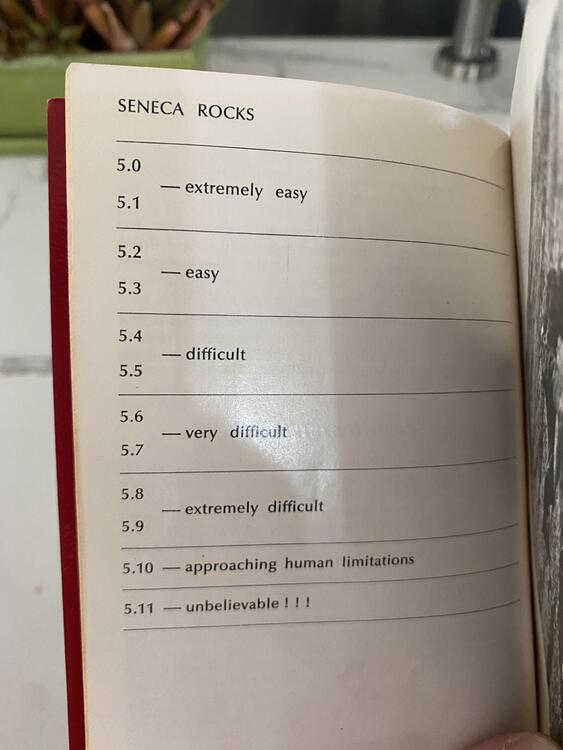 SENECA ROCKS
5.0
— extremely easy
5.1
5.2
— easy
5.3
5.4
— difficult
5.5
5.6
— very difficult
5.7
5.8
— extremely difficult
5.9
5.10 — approaching human limitations
5.11 — unbelievable ! ! !